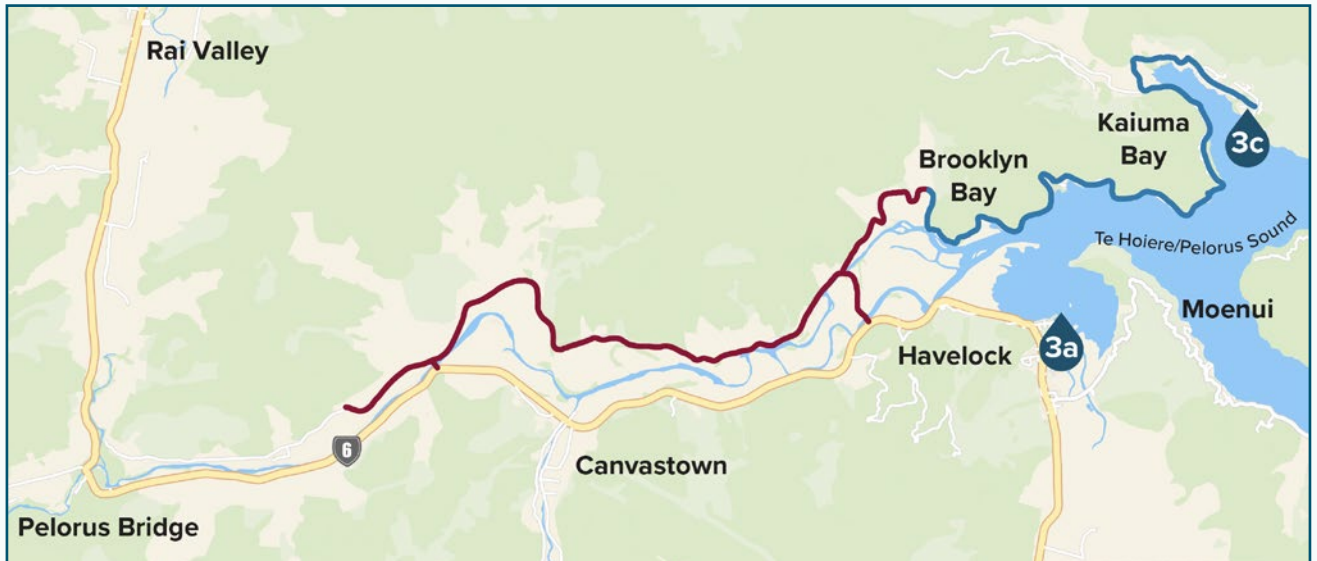 Rai Valley
Kaiuma
Bay
3c
Brooklyn
Bay
Te Hoiere/Pelorus Sound
Moenui
Havelock
3a
6
Canvastown
Pelorus Bridge